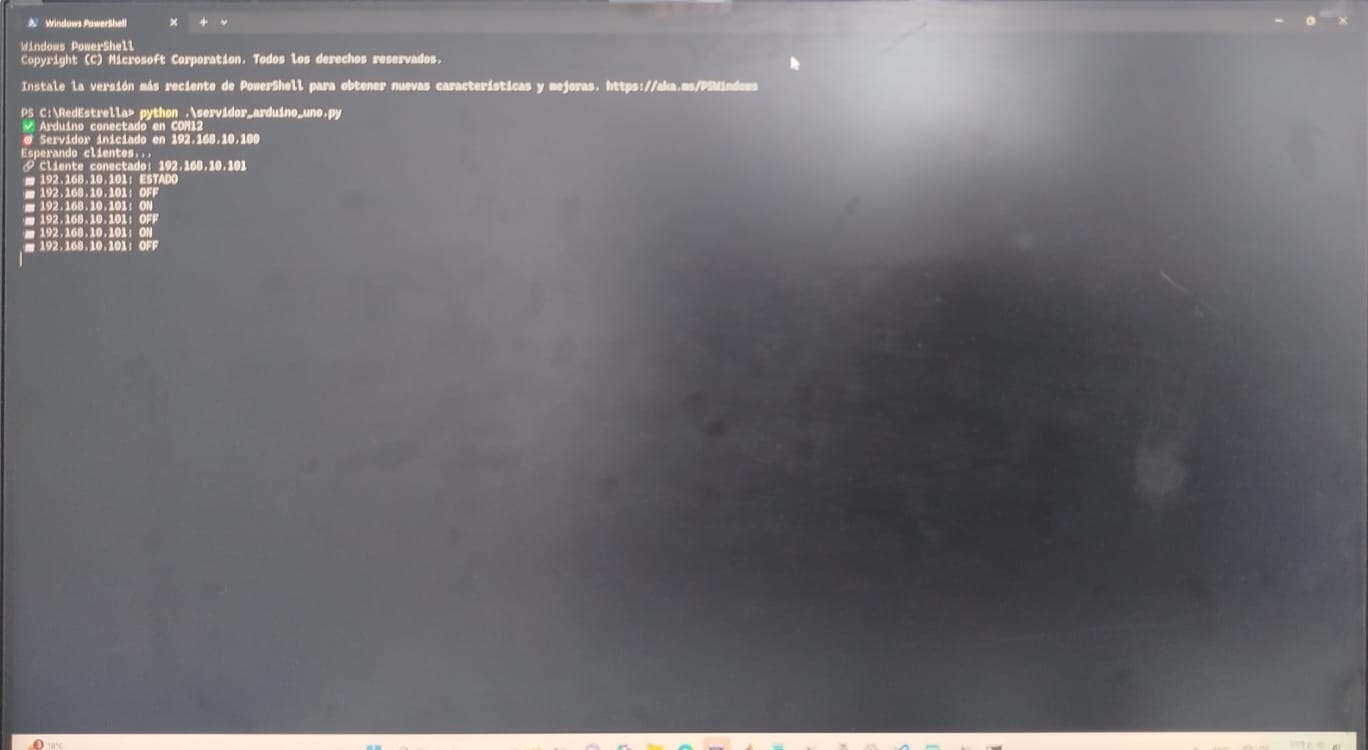 Windows PowerShell
Windows PowerShell
Copyright (C) Microsoft Corporation. Todos los derechos reservados.
Instale la versión más reciente de PowerShell para obtener nuevas características y mejoras. https://aka.ms/PSWindows
PS C:\RedEstrella> python .\servidor_arduino_uno.py
✅ Arduino conectado en COM12
🎯 Servidor iniciado en 192.168.10.100
Esperando clientes...
🔗 Cliente conectado: 192.168.10.101
192.168.10.101: ESTADO
192.168.10.101: OFF
192.168.10.101: ON
192.168.10.101: OFF
192.168.10.101: ON
192.168.10.101: OFF
3 18°C